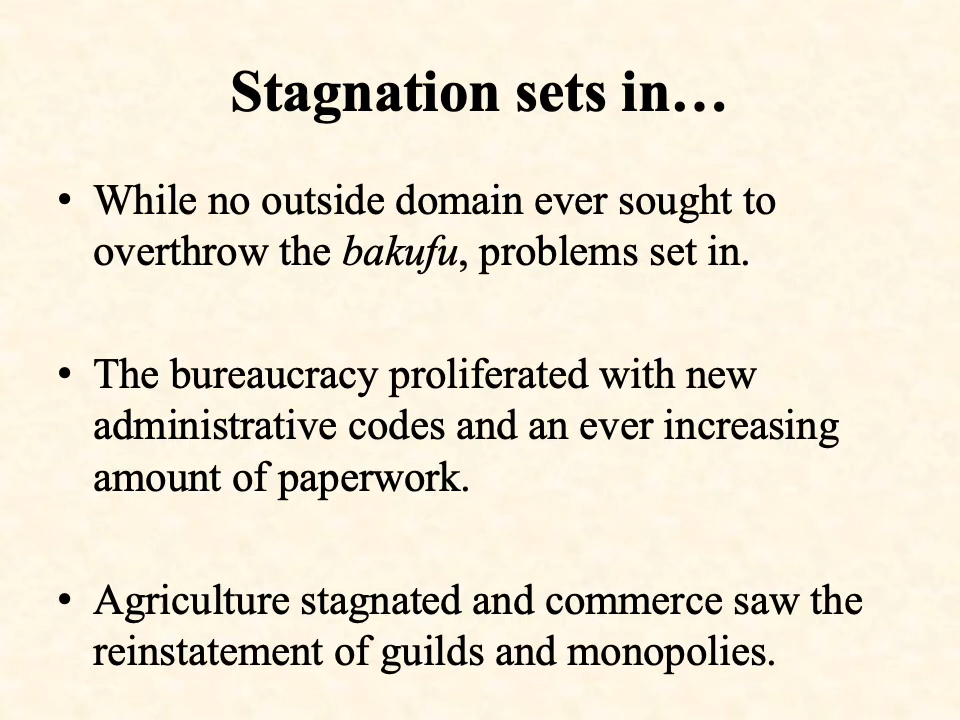 Stagnation sets in…
• While no outside domain ever sought to
overthrow the bakufu, problems set in.
• The bureaucracy proliferated with new
administrative codes and an ever increasing
amount of paperwork.
• Agriculture stagnated and commerce saw the
reinstatement of guilds and monopolies.